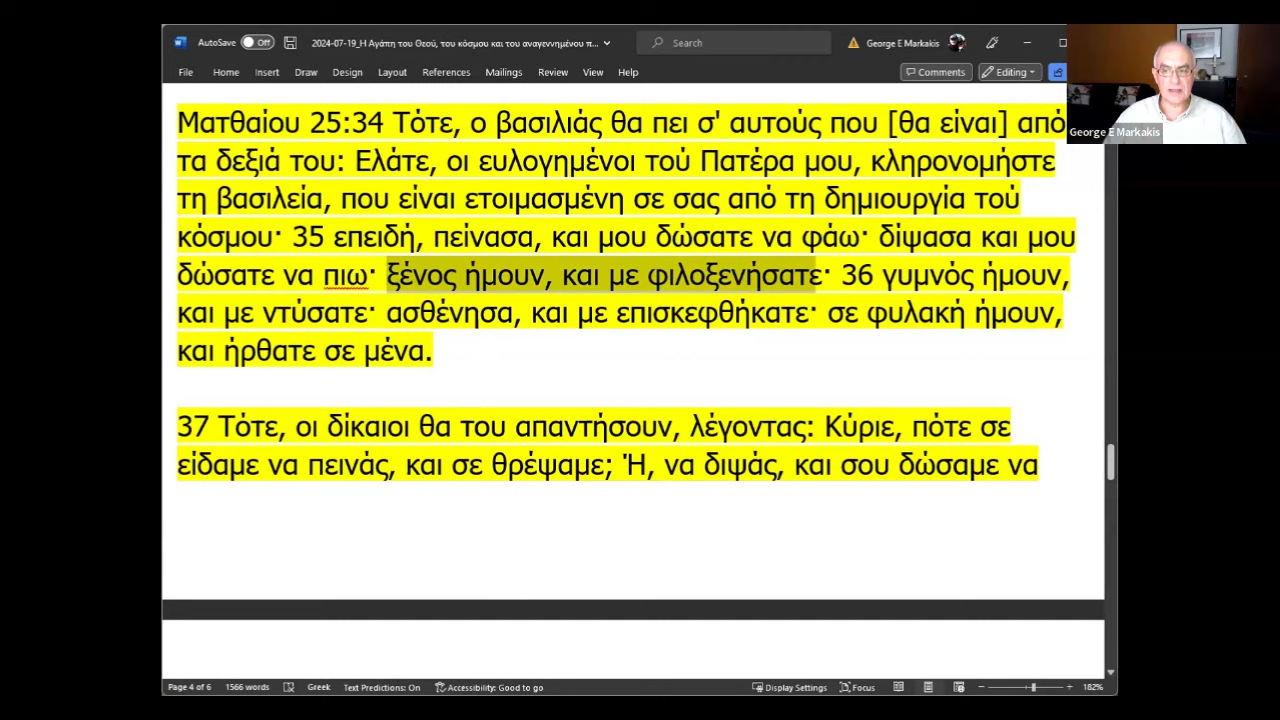 AutoSave Off 2024-07-19_Η Αγάπη του Θεού, του κόσμου και του αναγεννημένου π... Search George E Markakis
File Home Insert Draw Design Layout References Mailings Review View Help Comments Editing
George E Markakis
Ματθαίου 25:34 Τότε, ο βασιλιάς θα πει σ' αυτούς που [θα είναι] από
τα δεξιά του: Ελάτε, οι ευλογημένοι τού Πατέρα μου, κληρονομήστε
τη βασιλεία, που είναι ετοιμασμένη σε σας από τη δημιουργία τού
κόσμου· 35 επειδή, πείνασα, και μου δώσατε να φάω· δίψασα και μου
δώσατε να πιω· ξένος ήμουν, και με φιλοξενήσατε· 36 γυμνός ήμουν,
και με ντύσατε· ασθένησα, και με επισκεφθήκατε· σε φυλακή ήμουν,
και ήρθατε σε μένα.
37 Τότε, οι δίκαιοι θα του απαντήσουν, λέγοντας: Κύριε, πότε σε
είδαμε να πεινάς, και σε θρέψαμε; Ή, να διψάς, και σου δώσαμε να
Page 4 of 6 1566 words Greek Text Predictions: On Accessibility: Good to go Display Settings Focus 182%